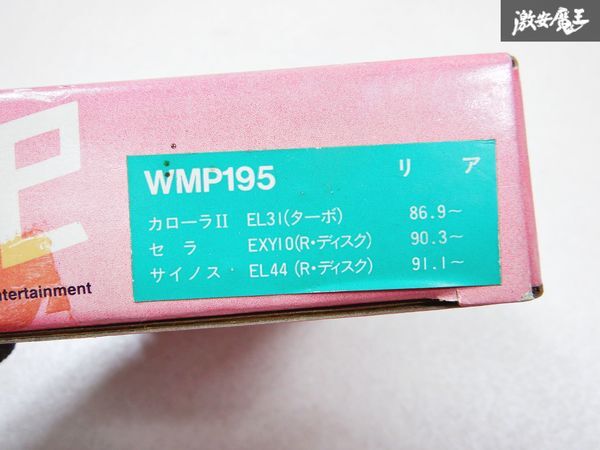 激安魔王
WMP195 リア
カローラII EL31(ターボ) 86.9~
セラ EXY10(R・ディスク) 90.3~
サイノス EL44 (R・ディスク) 91.1~
ntertainment